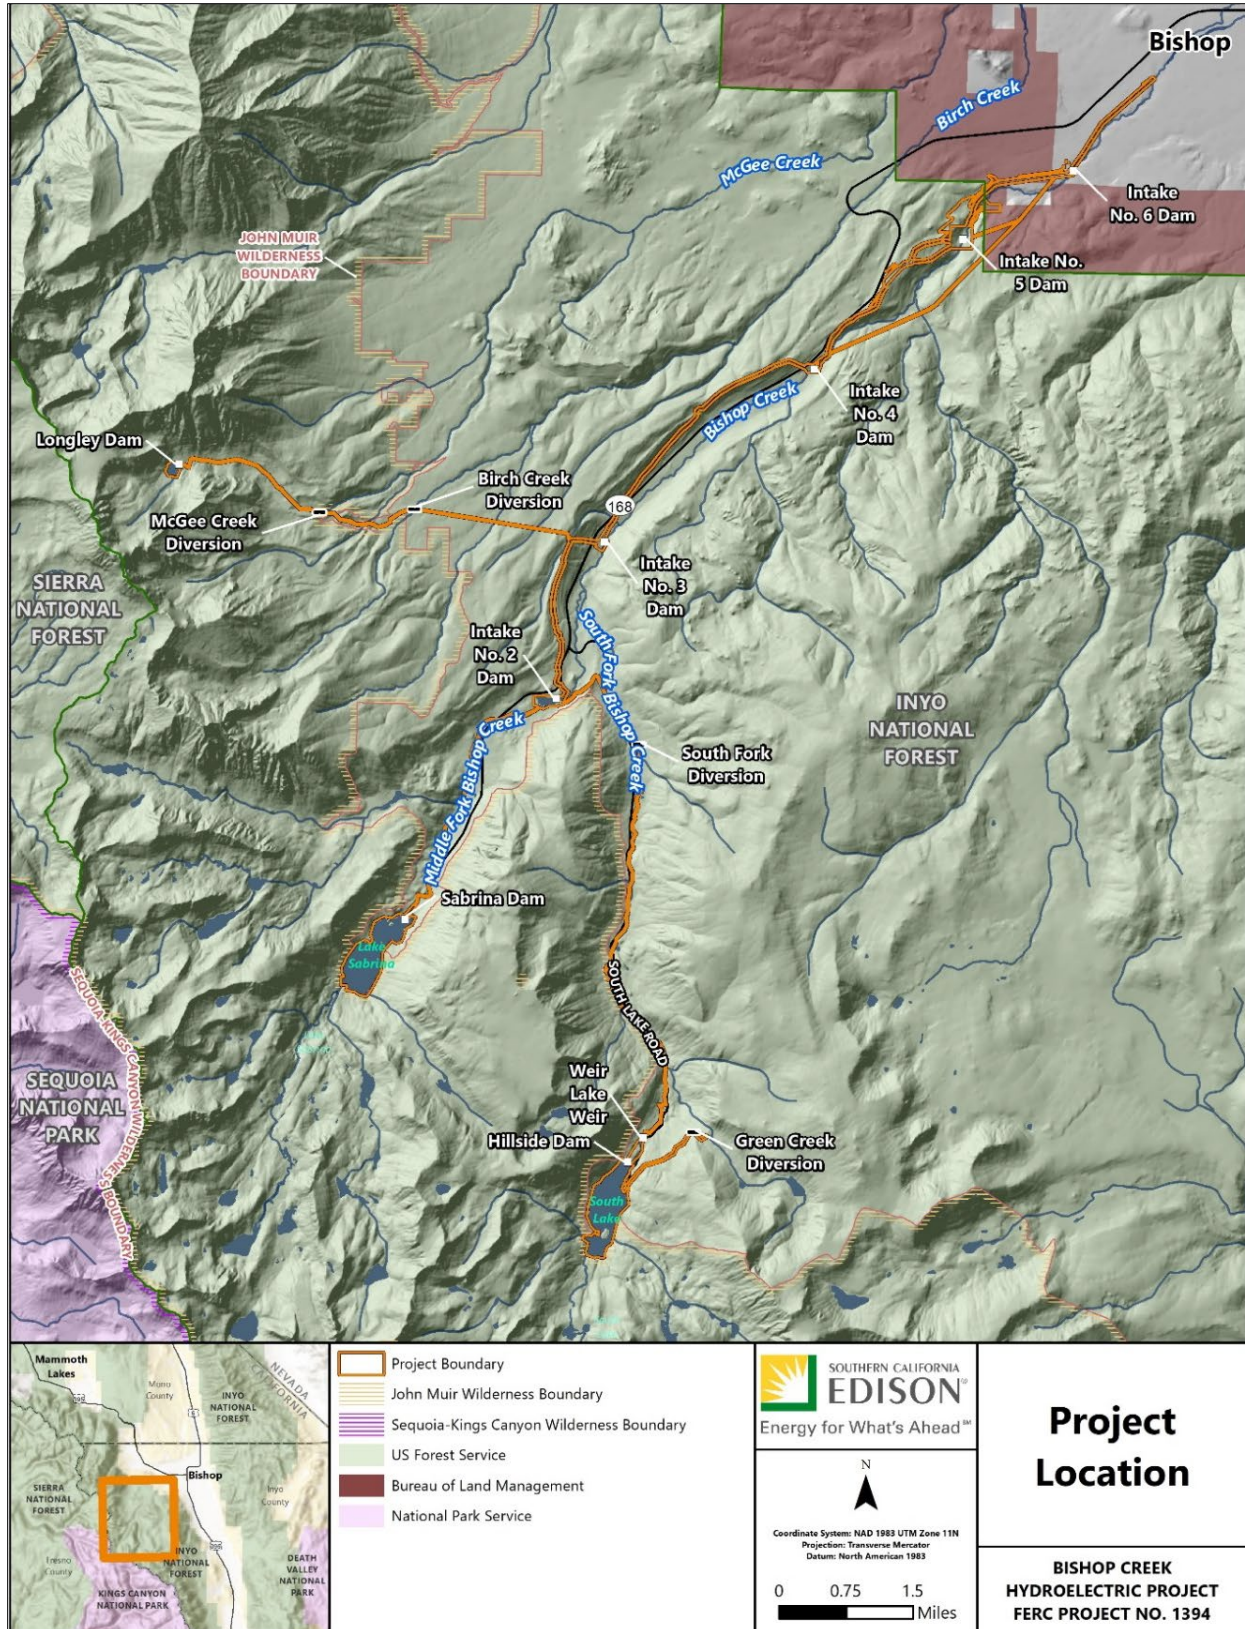 Bishop
Birch Creek
McGee Creek
Intake
No. 6 Dam
JOHN MUIR
WILDERNESS
BOUNDARY
Intake No.
5 Dam
Bishop Creek
Intake
No. 4
Dam
Longley Dam
Birch Creek
Diversion
McGee Creek
Diversion
168
Intake
No. 3
Dam
SIERRA
NATIONAL
FOREST
South Fork Bishop Creek
Intake
No. 2
Dam
INYO
NATIONAL
FOREST
Middle Fork Bishop Creek
South Fork
Diversion
Sabrina Dam
Lake
Sabrina
SOUTH LAKE ROAD
SEQUOIA-KINGS CANYON WILDERNESS BOUNDARY
SEQUOIA
NATIONAL
PARK
Weir
Lake
Weir
Hillside Dam
Green Creek
Diversion
South
Lake
Mammoth
Lakes
Mono
County
NEVADA
CALIFORNIA
INYO
NATIONAL
FOREST
395
6
Bishop
SIERRA
NATIONAL
FOREST
Inyo
County
395
Fresno
County
INYO
NATIONAL
FOREST
KINGS CANYON
NATIONAL PARK
DEATH
VALLEY
NATIONAL
PARK
Project Boundary
John Muir Wilderness Boundary
Sequoia-Kings Canyon Wilderness Boundary
US Forest Service
Bureau of Land Management
National Park Service
SOUTHERN CALIFORNIA
EDISON®
Energy for What's Ahead℠
N
Coordinate System: NAD 1983 UTM Zone 11N
Projection: Transverse Mercator
Datum: North American 1983
0 0.75 1.5
Miles
Project
Location
BISHOP CREEK
HYDROELECTRIC PROJECT
FERC PROJECT NO. 1394